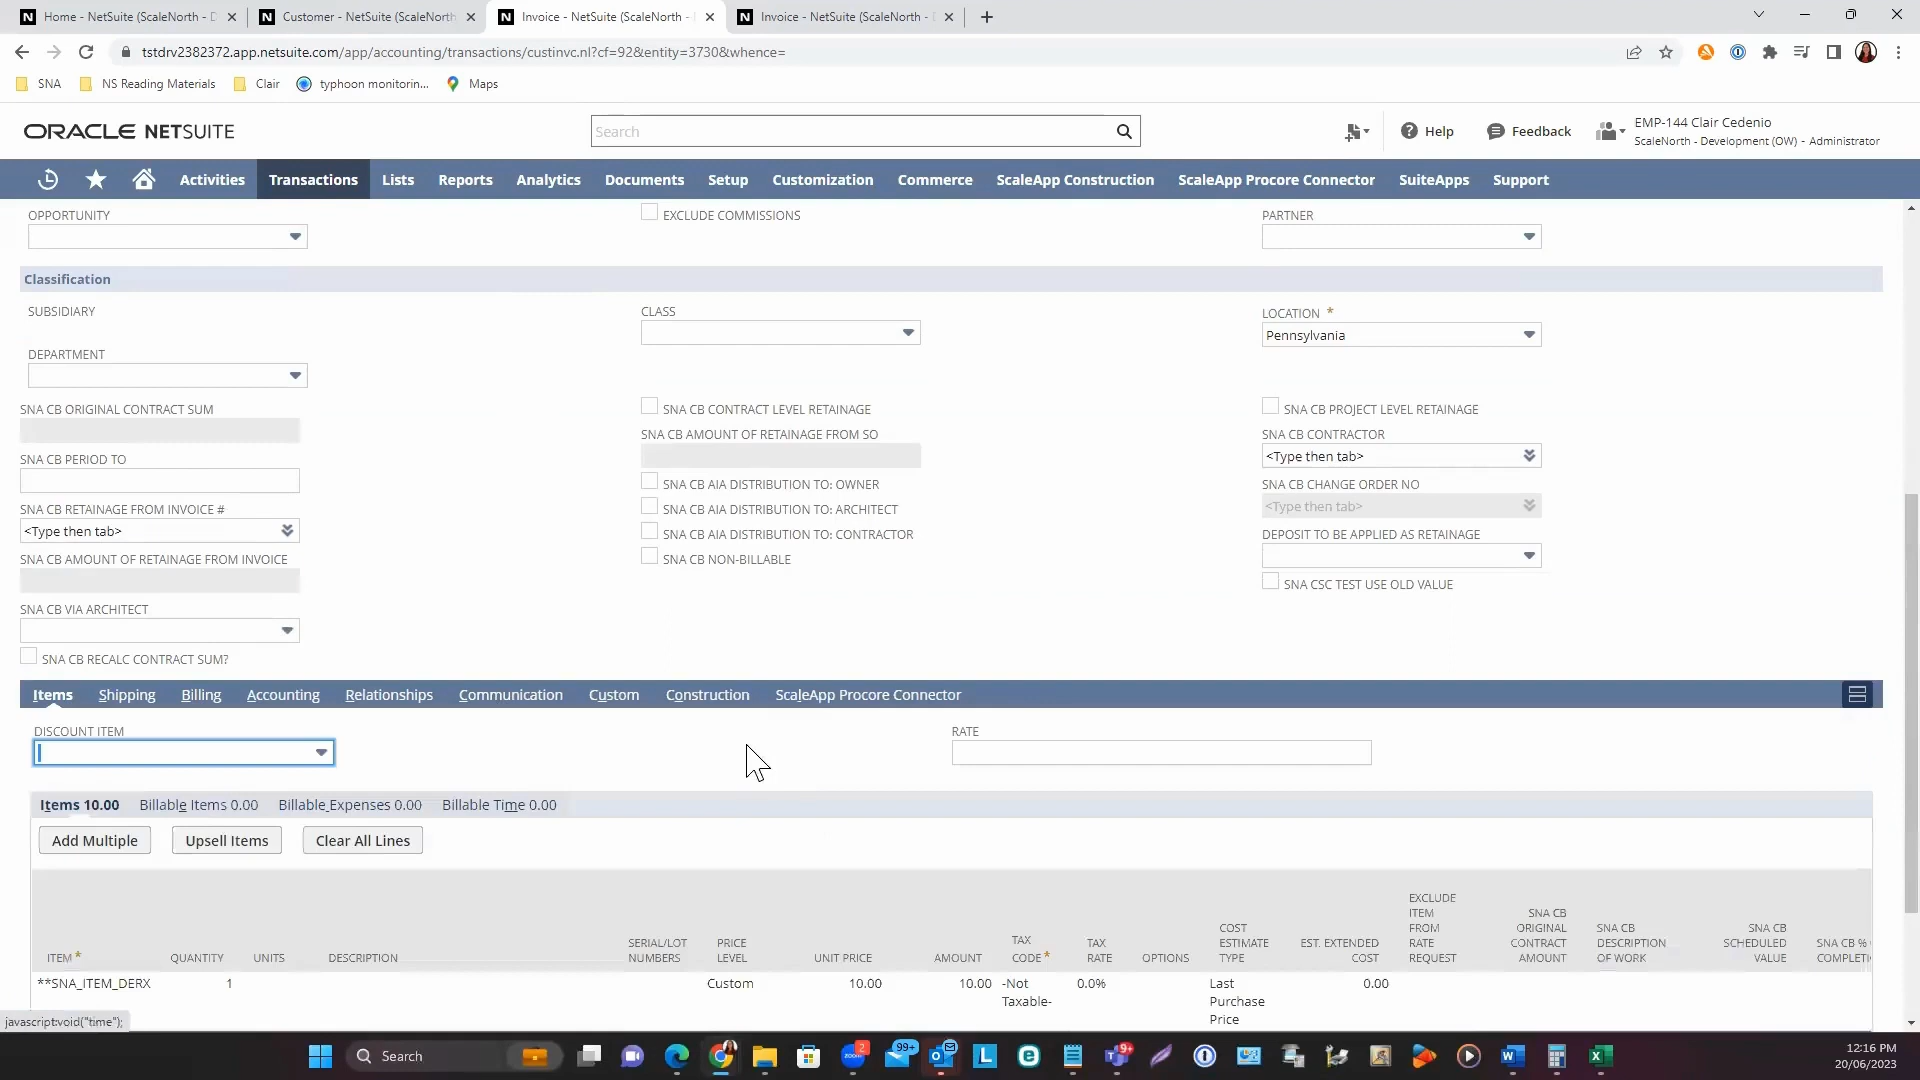 Home - NetSuite (ScaleNorth - D
Customer - NetSuite (ScaleNorth
Invoice - NetSuite (ScaleNorth -
Invoice - NetSuite (ScaleNorth - D
tstdrv2382372.app.netsuite.com/app/accounting/transactions/custinvc.nl?cf=92&entity=3730&whence=
SNA
NS Reading Materials
Clair
typhoon monitorin...
Maps
ORACLE NETSUITE
Search
Help
Feedback
EMP-144 Clair Cedenio
ScaleNorth - Development (OW) - Administrator
Activities Transactions Lists Reports Analytics Documents Setup Customization Commerce ScaleApp Construction ScaleApp Procore Connector SuiteApps Support
OPPORTUNITY
EXCLUDE COMMISSIONS
PARTNER
Classification
SUBSIDIARY
CLASS
LOCATION *
Pennsylvania
DEPARTMENT
SNA CB ORIGINAL CONTRACT SUM
SNA CB CONTRACT LEVEL RETAINAGE
SNA CB PROJECT LEVEL RETAINAGE
SNA CB AMOUNT OF RETAINAGE FROM SO
SNA CB CONTRACTOR
<Type then tab>
SNA CB PERIOD TO
SNA CB AIA DISTRIBUTION TO: OWNER
SNA CB CHANGE ORDER NO
<Type then tab>
SNA CB RETAINAGE FROM INVOICE #
<Type then tab>
SNA CB AIA DISTRIBUTION TO: ARCHITECT
SNA CB AIA DISTRIBUTION TO: CONTRACTOR
DEPOSIT TO BE APPLIED AS RETAINAGE
SNA CB AMOUNT OF RETAINAGE FROM INVOICE
SNA CB NON-BILLABLE
SNA CSC TEST USE OLD VALUE
SNA CB VIA ARCHITECT
SNA CB RECALC CONTRACT SUM?
Items Shipping Billing Accounting Relationships Communication Custom Construction ScaleApp Procore Connector
DISCOUNT ITEM
RATE
Items 10.00 Billable Items 0.00 Billable Expenses 0.00 Billable Time 0.00
Add Multiple
Upsell Items
Clear All Lines
ITEM *
QUANTITY
UNITS
DESCRIPTION
SERIAL/LOT
NUMBERS
PRICE
LEVEL
UNIT PRICE
AMOUNT
TAX
CODE *
TAX
RATE
OPTIONS
COST
ESTIMATE
TYPE
EST. EXTENDED
COST
EXCLUDE
ITEM
FROM
RATE
REQUEST
SNA CB
ORIGINAL
CONTRACT
AMOUNT
SNA CB
DESCRIPTION
OF WORK
SNA CB
SCHEDULED
VALUE
SNA CB %
COMPLETI
**SNA_ITEM_DERX
1
Custom
10.00
10.00
-Not
Taxable-
0.0%
Last
Purchase
Price
0.00
javascript:void("time");
Search
2
99+
9+
12:16 PM
20/06/2023